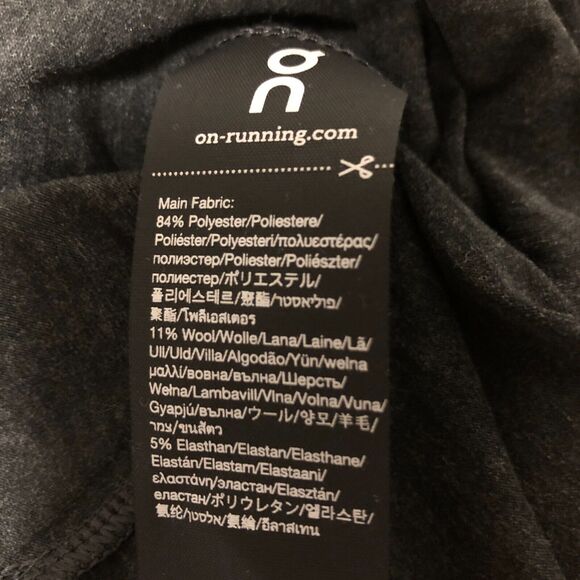 on
on-running.com
Main Fabric:
84% Polyester/Poliestere/
Poliéster/Polyesteri/πολυεστέρας/
полиэстер/Poliester/Poliészter/
полиестер/ポリエステル/
폴리에스테르/聚酯/פוליאסטר/
聚酯/โพลีเอสเตอร์
11% Wool/Wolle/Lana/Laine/Lã/
Ull/Uld/Villa/Algodão/Yün/welna
μαλλί/вовна/вълна/Шерсть/
Wełna/Lambavill/Vlna/Volna/Vuna/
Gyapjú/вълна/ウール/양모/羊毛/
צמר/ขนสัตว
5% Elasthan/Elastan/Elasthane/
Elastán/Elastam/Elastaani/
ελαστάνη/эластан/Elasztán/
еластан/ポリウレタン/엘라스탄/
氨纶/אלסטן/氨綸/อีลาสเทน